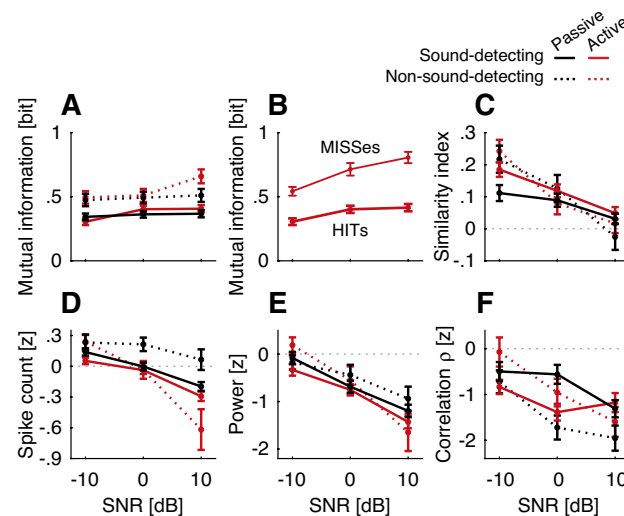 Passive
Active
Sound-detecting
Non-sound-detecting
A
Mutual information [bit]
1
.5
0
B
Mutual information [bit]
1
.5
0
MISSes
HITs
C
Similarity index
.3
.2
.1
0
-.1
D
Spike count [z]
.3
0
-.3
-.6
-.9
-10 0 10
SNR [dB]
E
Power [z]
0
-1
-2
-10 0 10
SNR [dB]
F
Correlation ρ [z]
0
-1
-2
-10 0 10
SNR [dB]